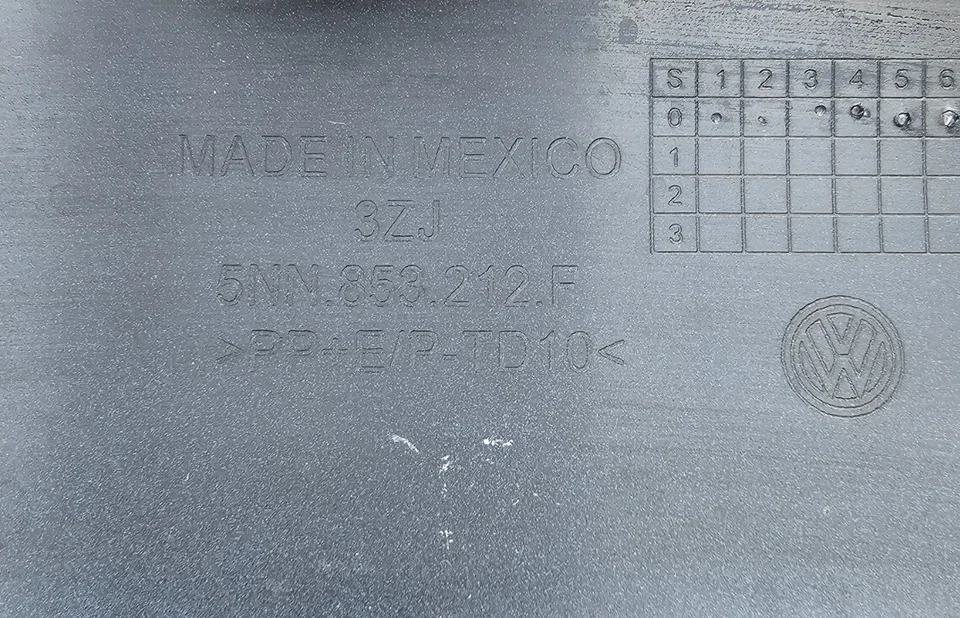 MADE IN MEXICO
3ZJ
5NN.853.212.F
>PP+E/P-TD10<
S 1 2 3 4 5 6
0
1
2
3
VW